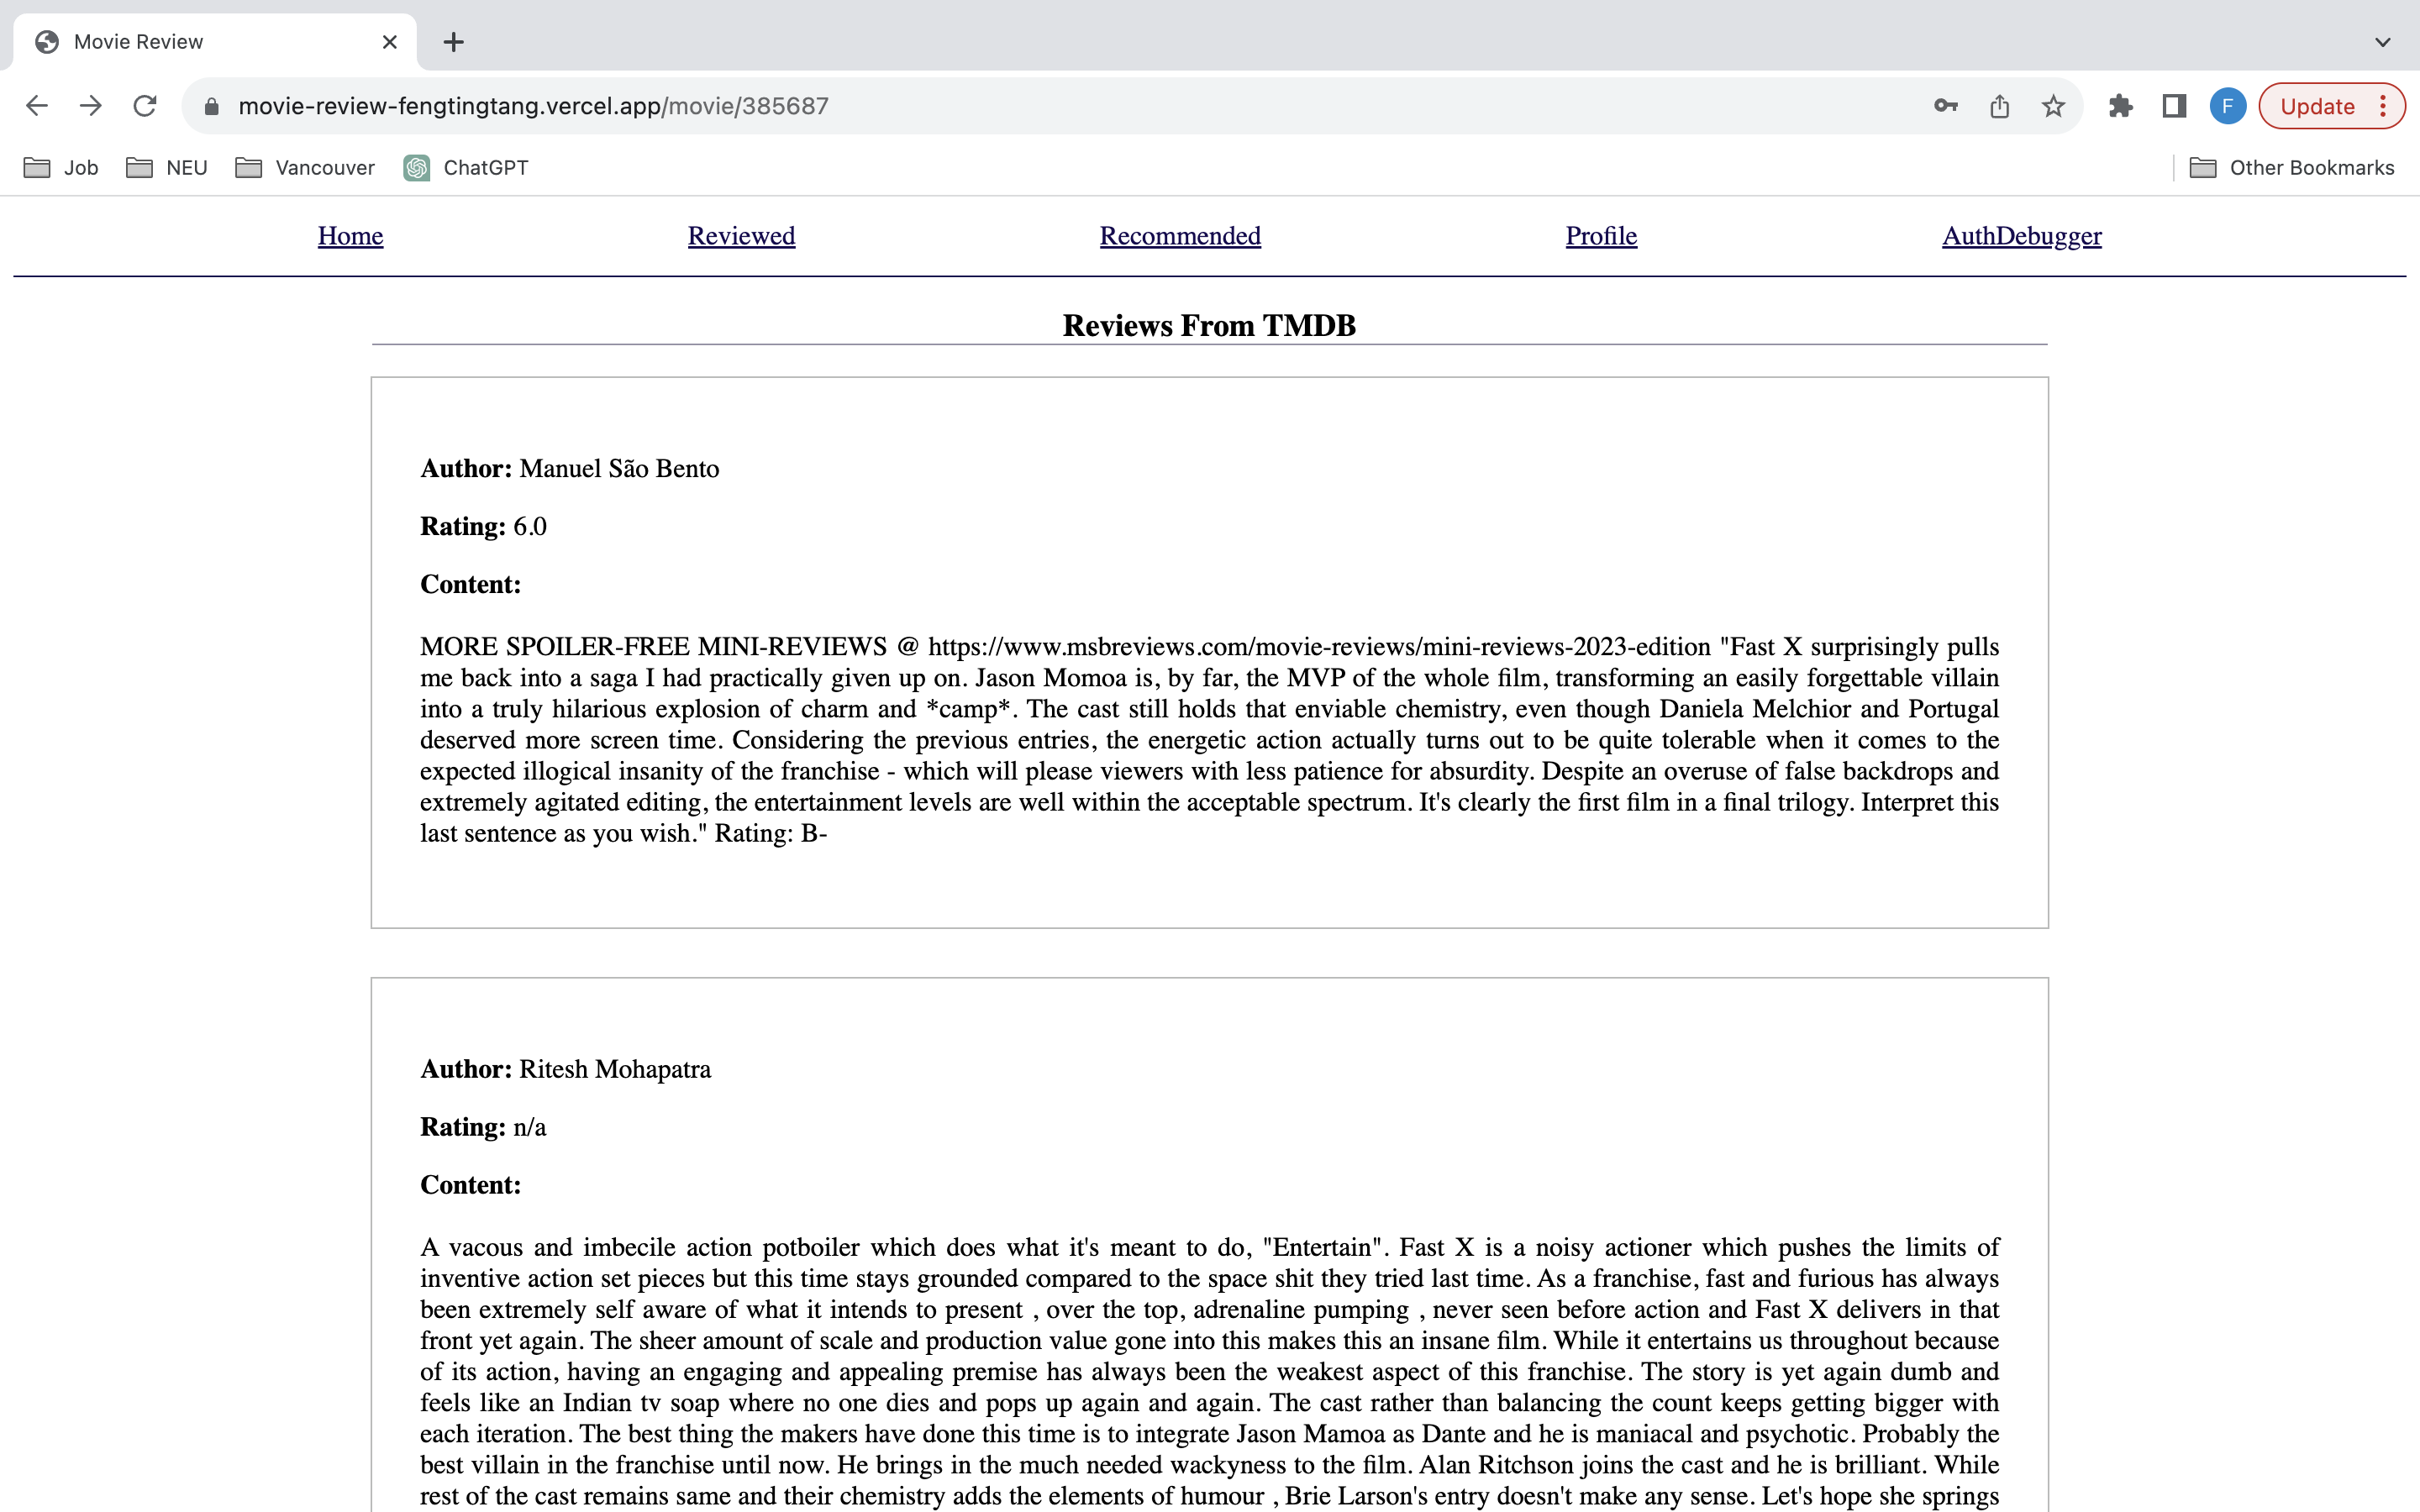 Movie Review
movie-review-fengtingtang.vercel.app/movie/385687
F
Update
Job
NEU
Vancouver
ChatGPT
Other Bookmarks
Home
Reviewed
Recommended
Profile
AuthDebugger
Reviews From TMDB
Author: Manuel São Bento
Rating: 6.0
Content:
MORE SPOILER-FREE MINI-REVIEWS @ https://www.msbreviews.com/movie-reviews/mini-reviews-2023-edition "Fast X surprisingly pulls
me back into a saga I had practically given up on. Jason Momoa is, by far, the MVP of the whole film, transforming an easily forgettable villain
into a truly hilarious explosion of charm and *camp*. The cast still holds that enviable chemistry, even though Daniela Melchior and Portugal
deserved more screen time. Considering the previous entries, the energetic action actually turns out to be quite tolerable when it comes to the
expected illogical insanity of the franchise - which will please viewers with less patience for absurdity. Despite an overuse of false backdrops and
extremely agitated editing, the entertainment levels are well within the acceptable spectrum. It's clearly the first film in a final trilogy. Interpret this
last sentence as you wish." Rating: B-
Author: Ritesh Mohapatra
Rating: n/a
Content:
A vacous and imbecile action potboiler which does what it's meant to do, "Entertain". Fast X is a noisy actioner which pushes the limits of
inventive action set pieces but this time stays grounded compared to the space shit they tried last time. As a franchise, fast and furious has always
been extremely self aware of what it intends to present , over the top, adrenaline pumping , never seen before action and Fast X delivers in that
front yet again. The sheer amount of scale and production value gone into this makes this an insane film. While it entertains us throughout because
of its action, having an engaging and appealing premise has always been the weakest aspect of this franchise. The story is yet again dumb and
feels like an Indian tv soap where no one dies and pops up again and again. The cast rather than balancing the count keeps getting bigger with
each iteration. The best thing the makers have done this time is to integrate Jason Mamoa as Dante and he is maniacal and psychotic. Probably the
best villain in the franchise until now. He brings in the much needed wackyness to the film. Alan Ritchson joins the cast and he is brilliant. While
rest of the cast remains same and their chemistry adds the elements of humour , Brie Larson's entry doesn't make any sense. Let's hope she springs